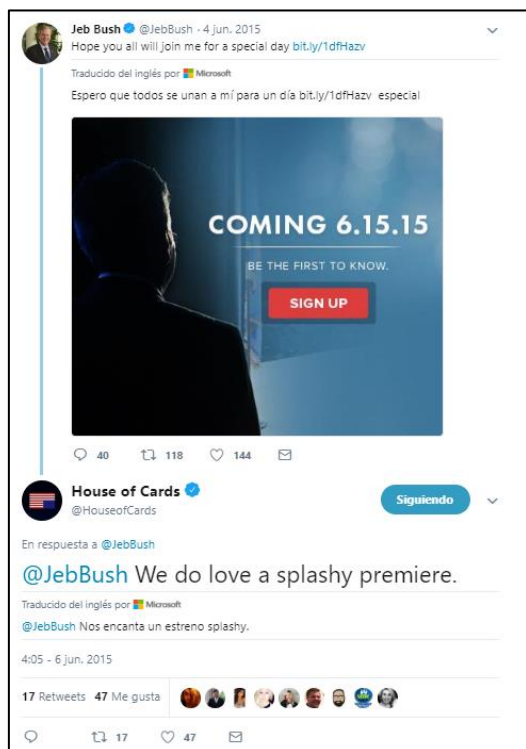 Jeb Bush @JebBush · 4 jun. 2015
Hope you all will join me for a special day bit.ly/1dfHazv
Traducido del inglés por Microsoft
Espero que todos se unan a mí para un día bit.ly/1dfHazv especial
COMING 6.15.15
BE THE FIRST TO KNOW.
SIGN UP
40 118 144
House of Cards
@HouseofCards
Siguiendo
En respuesta a @JebBush
@JebBush We do love a splashy premiere.
Traducido del inglés por Microsoft
@JebBush Nos encanta un estreno splashy.
4:05 - 6 jun. 2015
17 Retweets 47 Me gusta
17 47